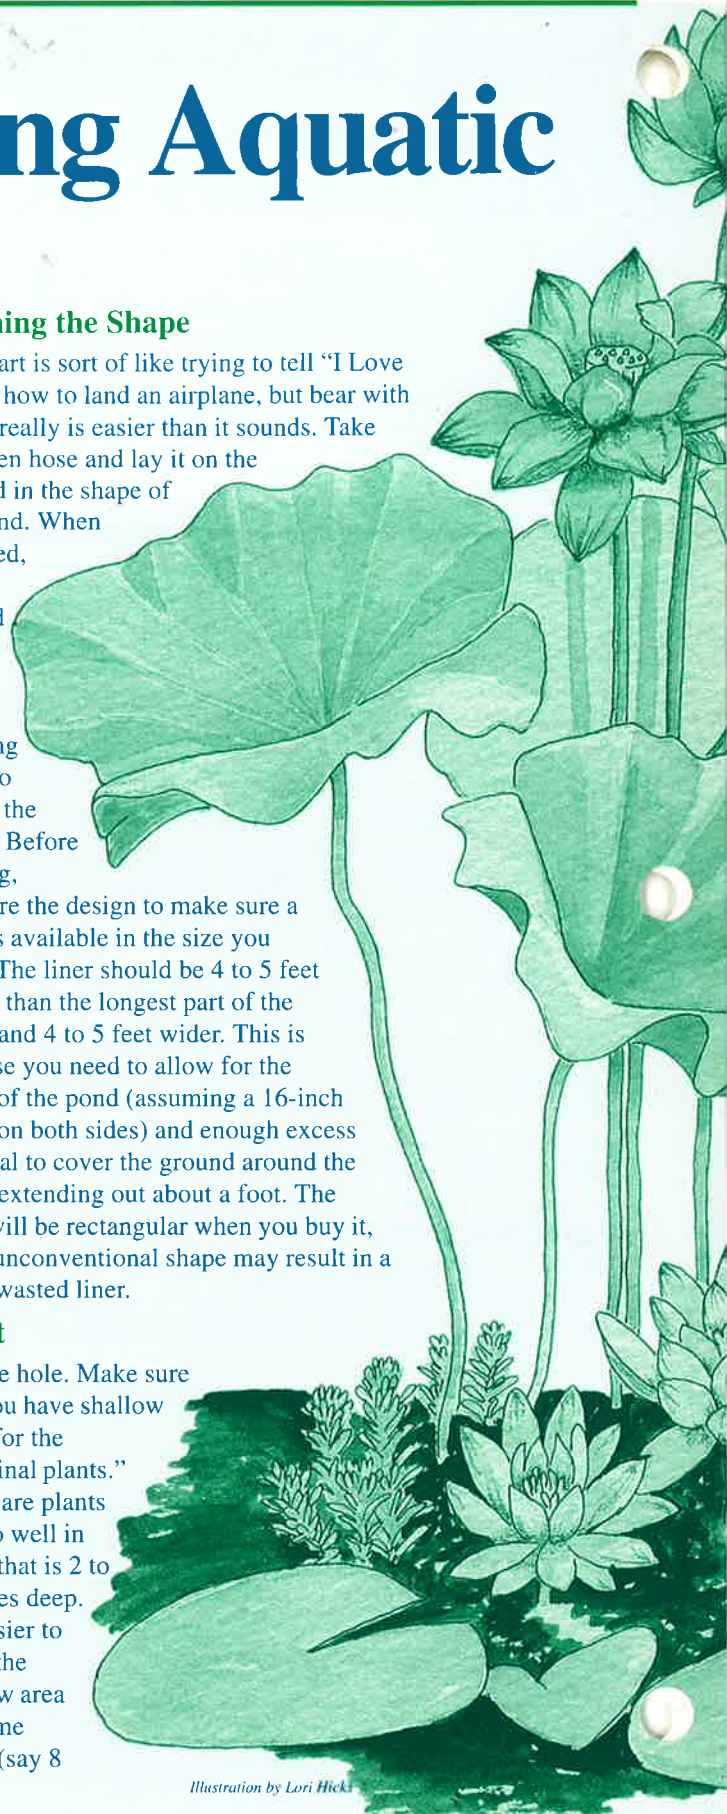 ng Aquatic
ning the Shape
art is sort of like trying to tell “I Love
how to land an airplane, but bear with
really is easier than it sounds. Take
en hose and lay it on the
d in the shape of
nd. When
ed,
d
ng
o
the
Before
g,
re the design to make sure a
s available in the size you
The liner should be 4 to 5 feet
than the longest part of the
and 4 to 5 feet wider. This is
se you need to allow for the
of the pond (assuming a 16-inch
on both sides) and enough excess
al to cover the ground around the
extending out about a foot. The
will be rectangular when you buy it,
unconventional shape may result in a
wasted liner.
t
e hole. Make sure
ou have shallow
for the
inal plants.”
are plants
o well in
that is 2 to
es deep.
sier to
the
w area
me
(say 8
Illustration by Lori Hicks